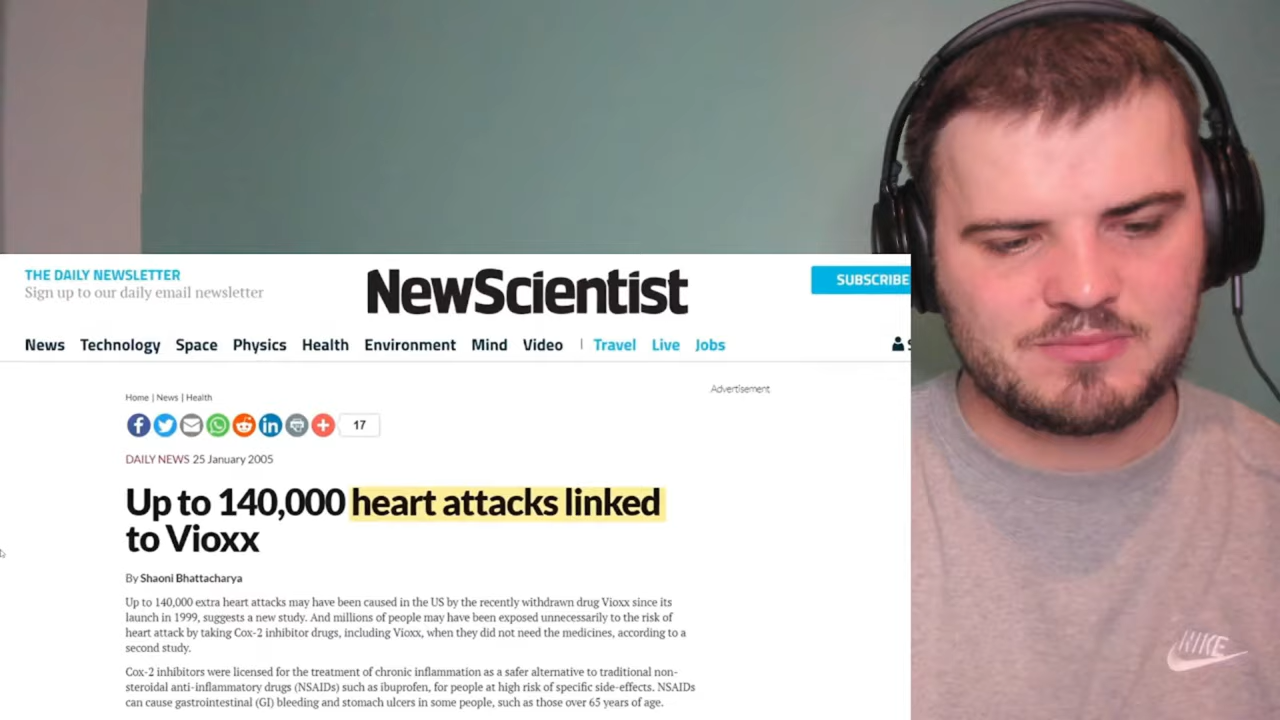 THE DAILY NEWSLETTER
Sign up to our daily email newsletter
NewScientist
SUBSCRIBE
News Technology Space Physics Health Environment Mind Video | Travel Live Jobs
Advertisement
Home | News | Health
17
DAILY NEWS 25 January 2005
Up to 140,000 heart attacks linked
to Vioxx
By Shaoni Bhattacharya
Up to 140,000 extra heart attacks may have been caused in the US by the recently withdrawn drug Vioxx since its
launch in 1999, suggests a new study. And millions of people may have been exposed unnecessarily to the risk of
heart attack by taking Cox-2 inhibitor drugs, including Vioxx, when they did not need the medicines, according to a
second study.
Cox-2 inhibitors were licensed for the treatment of chronic inflammation as a safer alternative to traditional non-
steroidal anti-inflammatory drugs (NSAIDs) such as ibuprofen, for people at high risk of specific side-effects. NSAIDs
can cause gastrointestinal (GI) bleeding and stomach ulcers in some people, such as those over 65 years of age.
NIKE